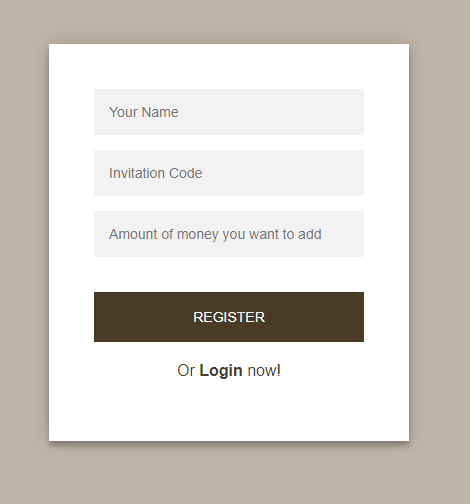 Your Name
Invitation Code
Amount of money you want to add
REGISTER
Or Login now!